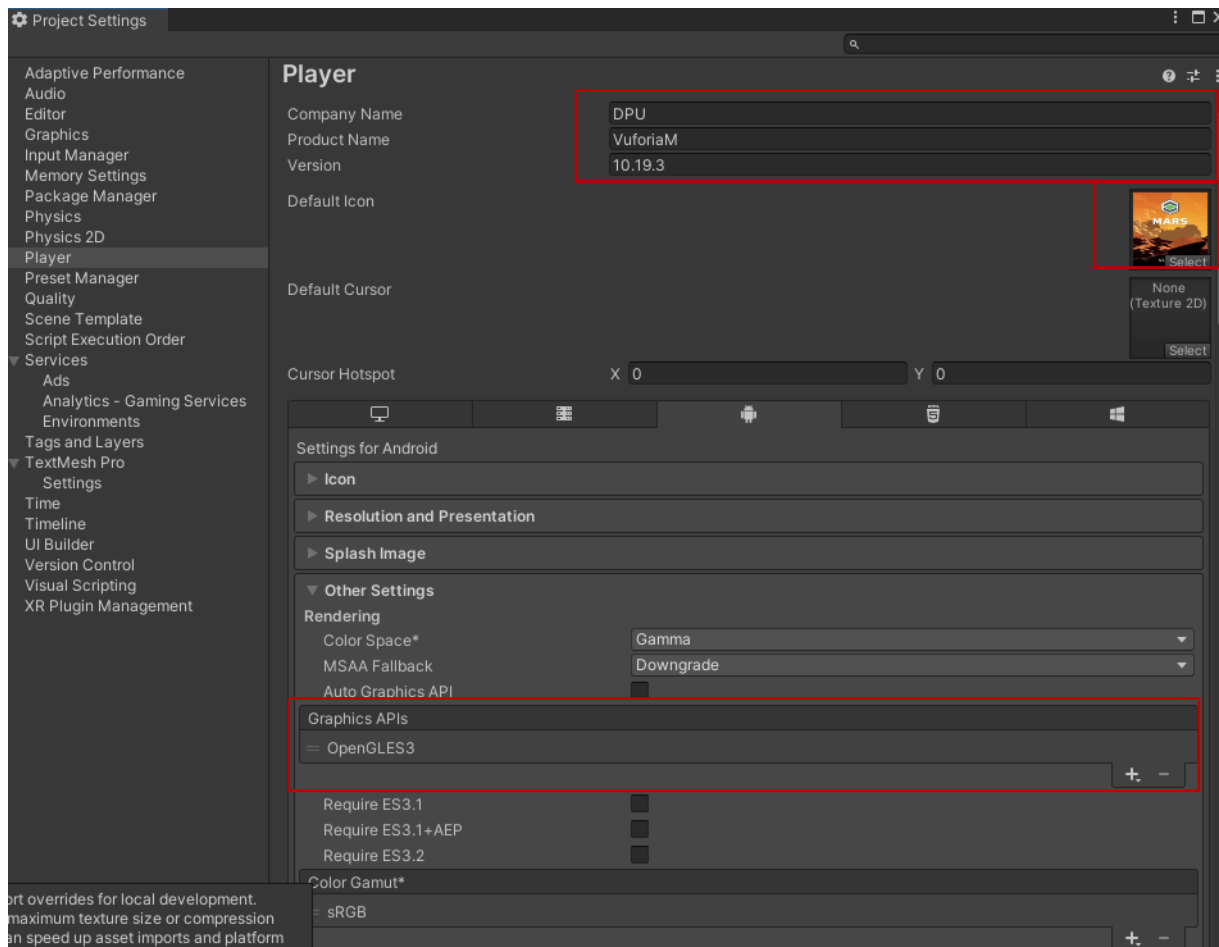 Project Settings
Adaptive Performance
Audio
Editor
Graphics
Input Manager
Memory Settings
Package Manager
Physics
Physics 2D
Player
Preset Manager
Quality
Scene Template
Script Execution Order
Services
Ads
Analytics - Gaming Services
Environments
Tags and Layers
TextMesh Pro
Settings
Time
Timeline
UI Builder
Version Control
Visual Scripting
XR Plugin Management
Player
Company Name DPU
Product Name VuforiaM
Version 10.19.3
Default Icon
MARS
Select
Default Cursor
None
(Texture 2D)
Select
Cursor Hotspot X 0 Y 0
Settings for Android
Icon
Resolution and Presentation
Splash Image
Other Settings
Rendering
Color Space* Gamma
MSAA Fallback Downgrade
Auto Graphics API
Graphics APIs
OpenGLES3
Require ES3.1
Require ES3.1+AEP
Require ES3.2
Color Gamut*
sRGB
ort overrides for local development.
maximum texture size or compression
an speed up asset imports and platform